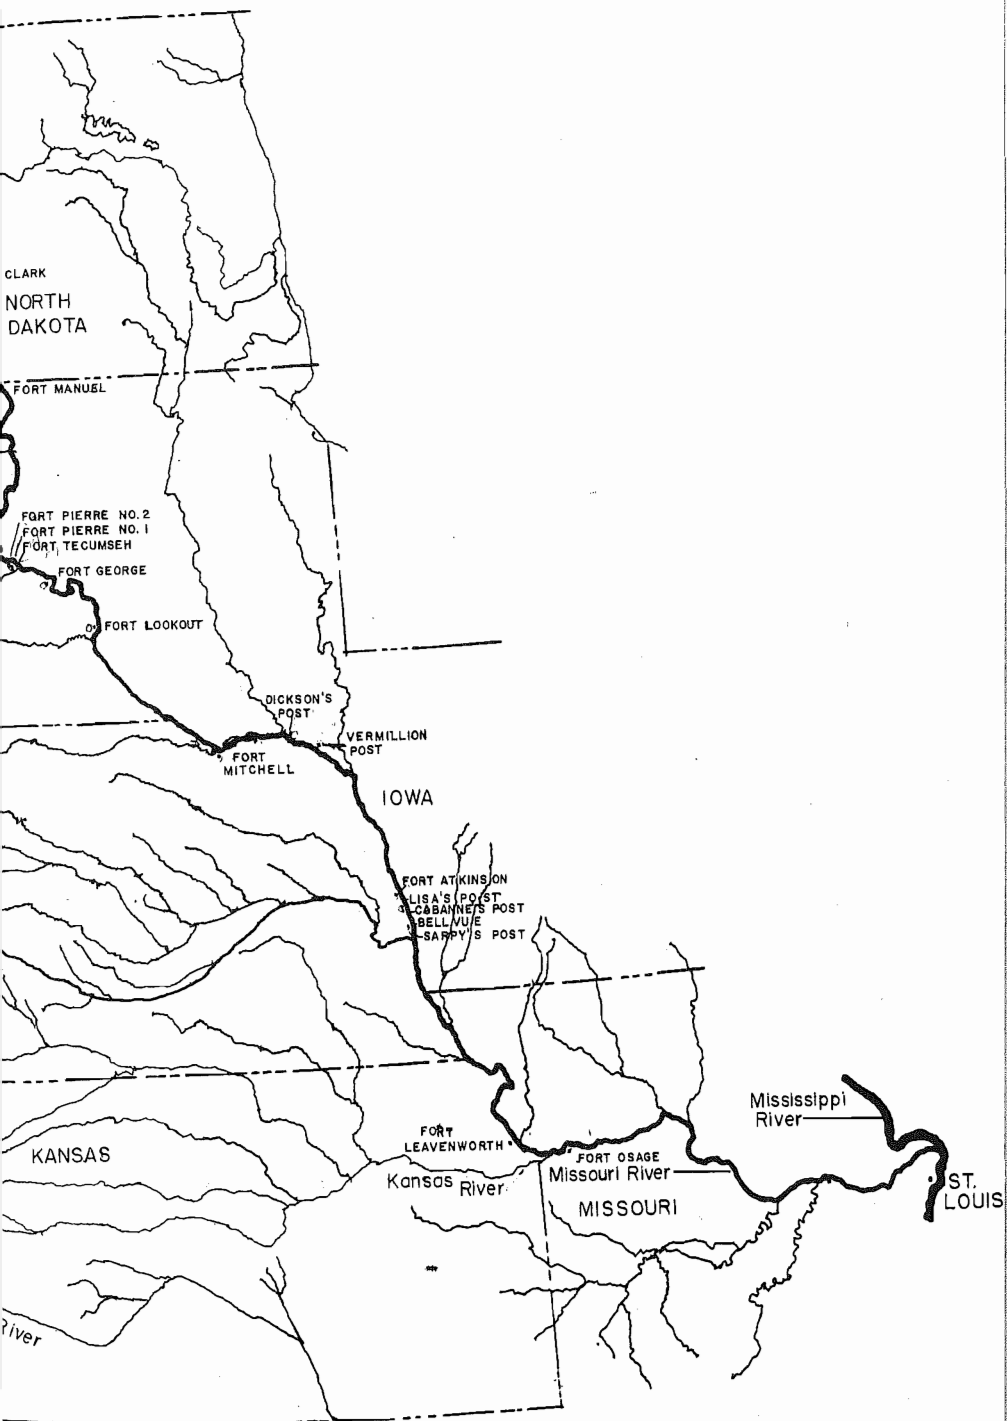 CLARK
NORTH
DAKOTA
FORT MANUEL
FORT PIERRE NO. 2
FORT PIERRE NO. 1
FORT TECUMSEH
FORT GEORGE
FORT LOOKOUT
DICKSON'S
POST
VERMILLION
POST
FORT
MITCHELL
IOWA
FORT ATKINSON
LISA'S POST
CABANNE'S POST
BELLVUE
SARPY'S POST
Mississippi
River
FORT
LEAVENWORTH
FORT OSAGE
KANSAS
Kansas River
Missouri River
ST.
LOUIS
MISSOURI
River